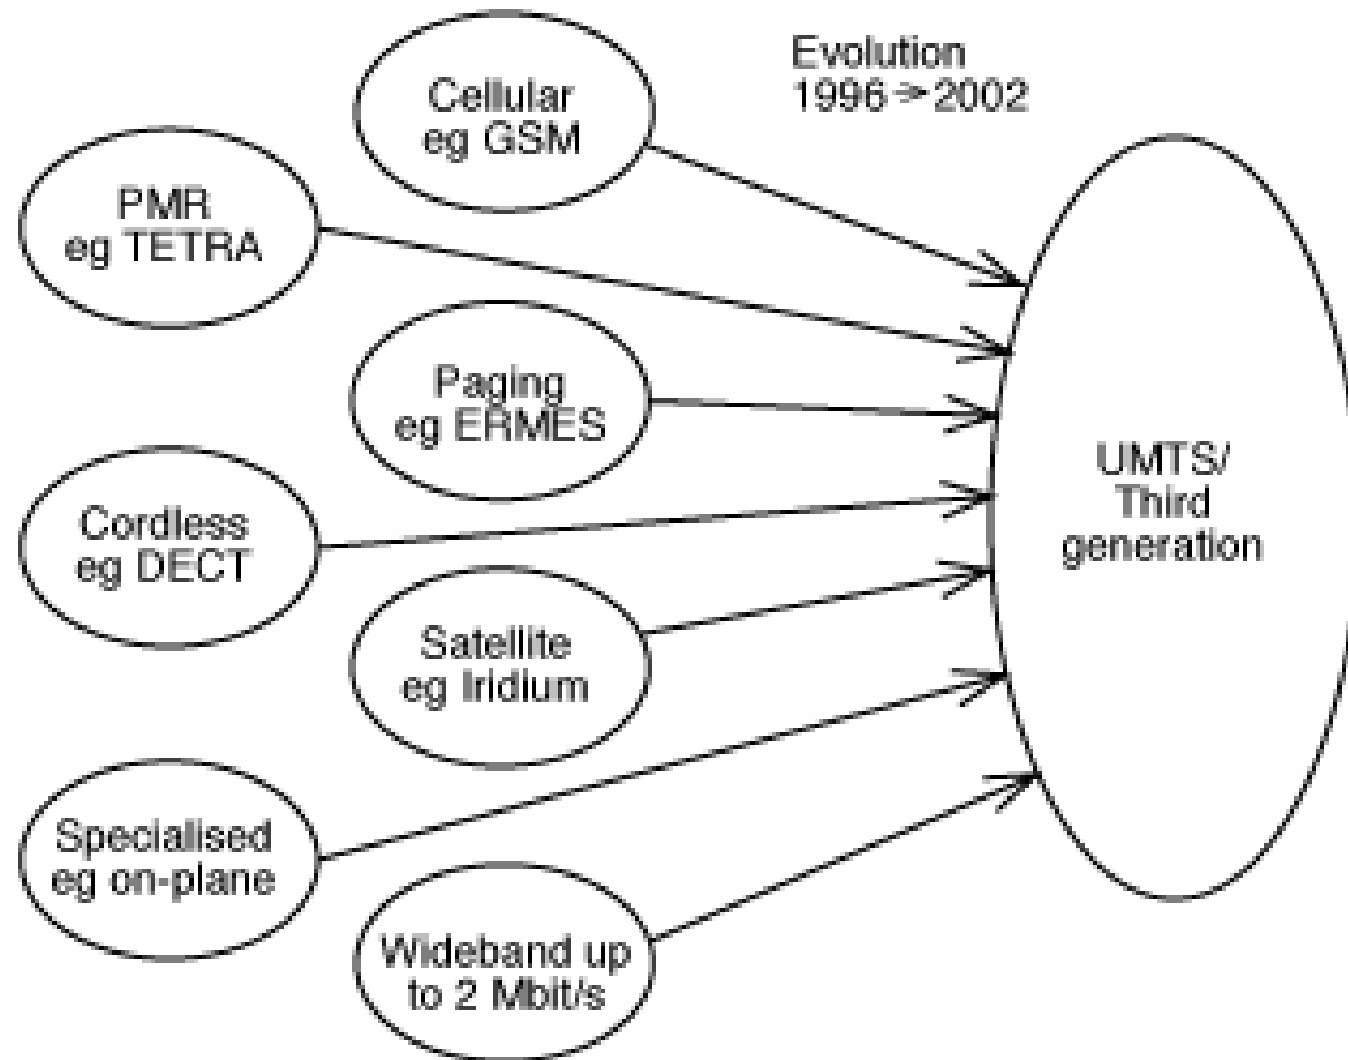 Evolution
1996 → 2002
Cellular
eg GSM
PMR
eg TETRA
Paging
eg ERMES
Cordless
eg DECT
Satellite
eg Iridium
Specialised
eg on-plane
Wideband up
to 2 Mbit/s
UMTS/
Third
generation